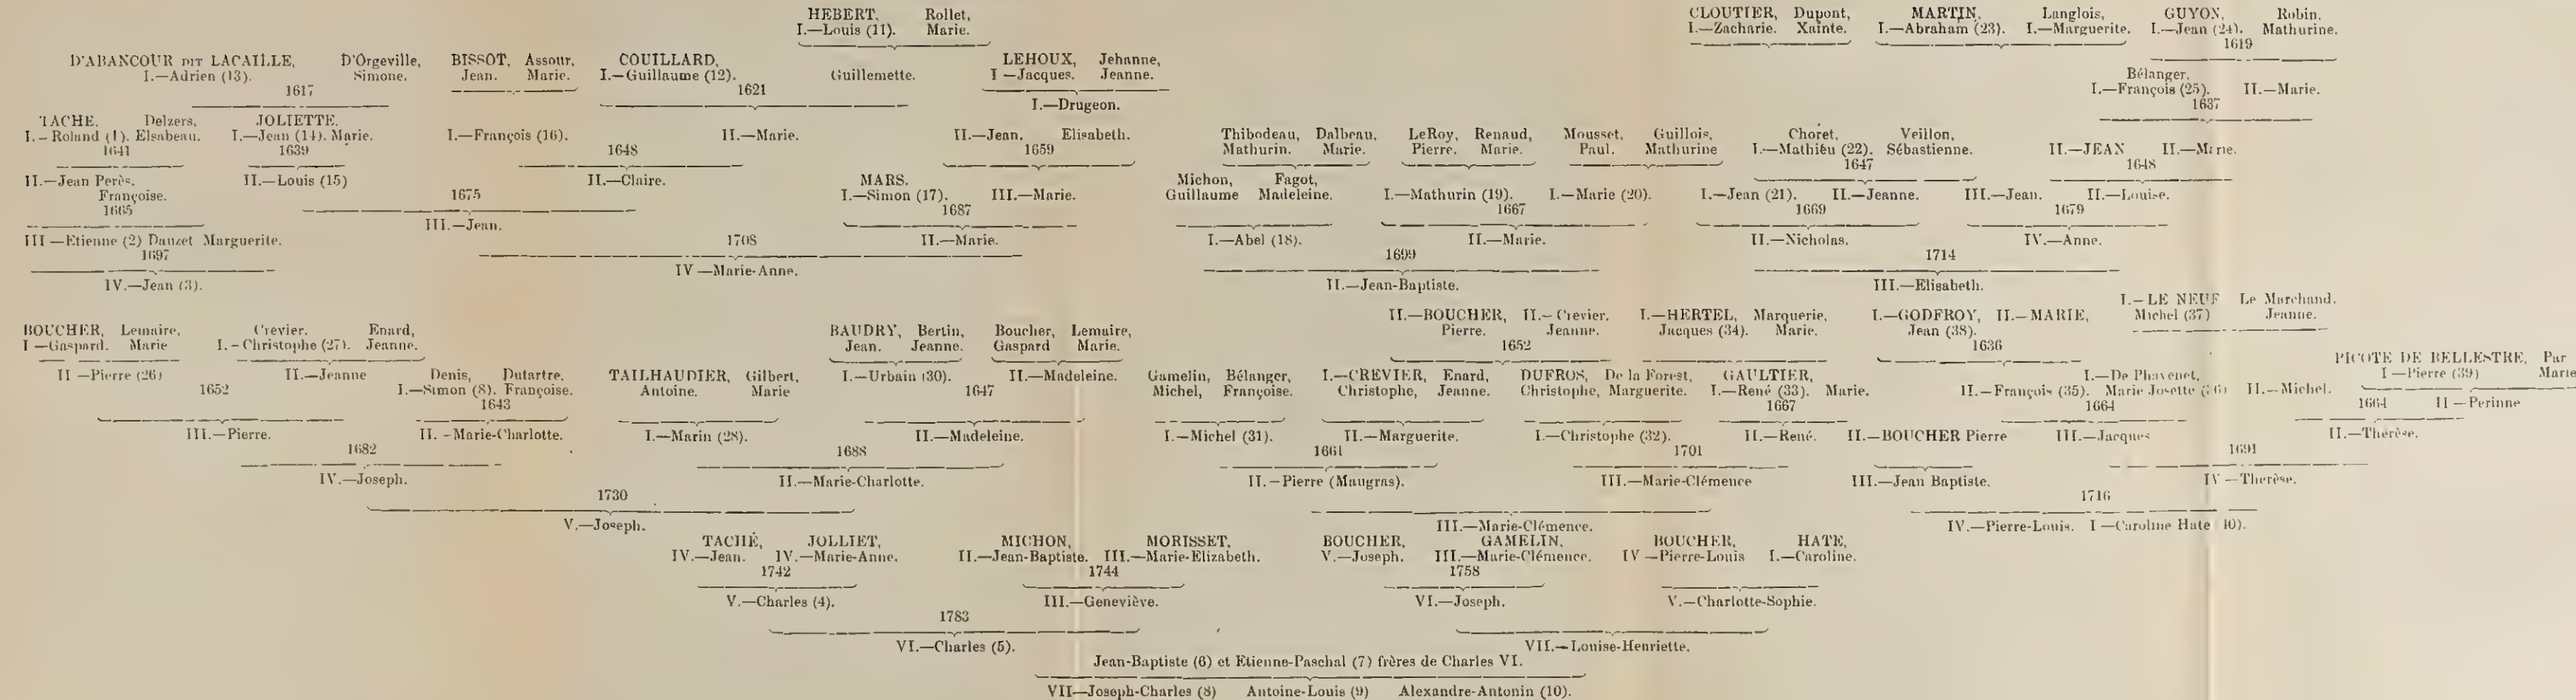 HEBERT, Rollet, CLOUTIER, Dupont, MARTIN, Langlois, GUYON, Robin,
I.—Louis (11). Marie. I.—Zacharie. Xainte. I.—Abraham (23). I.—Marguerite. I.—Jean (24). Mathurine.
1619
D'ABANCOUR DIT LACAILLE, D'Orgeville, BISSOT, Assour, COUILLARD, LEHOUX, Jehanne,
I.—Adrien (13). Simone. Jean. Marie. I.—Guillaume (12). Guillemette. I—Jacques. Jeanne. Bélanger,
1617 1621 I.—François (25). II.—Marie.
I.—Drugeon. 1637
TACHE, Delzers, JOLIETTE,
I.—Roland (1). Elsabeau. I.—Jean (14). Marie. I.—François (16). II.—Marie. II.—Jean, Elisabeth. Thibodeau, Dalbeau, LeRoy, Renaud, Mousset, Guillois, Choret, Veillon,
1641 1639 1648 1659 Mathurin. Marie. Pierre. Marie. Paul. Mathurine I.—Mathiéu (22). Sébastienne. II.—JEAN II.—Marie.
1647 1648
II.—Jean Perès, II.—Louis (15) II.—Claire. MARS. Michon, Fagot,
Françoise. 1675 I.—Simon (17). III.—Marie. Guillaume Madeleine. I.—Mathurin (19). I.—Marie (20). I.—Jean (21). II.—Jeanne. III.—Jean. II.—Louise.
1665 1687 1667 1669 1679
III.—Jean.
III—Etienne (2) Danzet Marguerite. 1708 II.—Marie. I.—Abel (18). II.—Marie. II.—Nicholas. IV.—Anne.
1697 1699 1714
IV.—Jean (3). IV—Marie-Anne. II.—Jean-Baptiste. III.—Elisabeth.
I.—LE NEUF Le Marchand,
II.—BOUCHER, II.—Crevier, I.—HERTEL, Marquerie, I.—GODFROY, II.—MARIE, Michel (37) Jeanne.
BOUCHER, Lemaire, Crevier, Enard, BAUDRY, Bertin, Boucher, Lemaire, Pierre. Jeanne. Jacques (34). Marie. Jean (38).
I—Gaspard. Marie I.—Christophe (27). Jeanne. Jean. Jeanne. Gaspard Marie. 1652 1636
PICOTE DE BELLESTRE, Par
II—Pierre (26) II.—Jeanne Denis, Dutartre, TAILHAUDIER, Gilbert, I.—Urbain (30). II.—Madeleine. Gamelin, Bélanger, I.—CREVIER, Enard, DUFROS, De la Forest, GAULTIER, I.—De Phavenet, I—Pierre (39) Marie
1652 I.—Simon (8). Françoise. Antoine. Marie 1647 Michel, Françoise. Christophe, Jeanne. Christophe, Marguerite. I.—René (33). Marie. II.—François (35). Marie Josette II.—Michel.
1643 1667 1664 1664 II—Perinne
III.—Pierre. II.—Marie-Charlotte. I.—Marin (28). II.—Madeleine. I.—Michel (31). II.—Marguerite. I.—Christophe (32). II.—René. II.—BOUCHER Pierre III.—Jacques II.—Therèse.
1682 1688 1661 1701 1691
IV.—Joseph. II.—Marie-Charlotte. II.—Pierre (Maugras). III.—Marie-Clémence III.—Jean Baptiste. IV—Therèse.
1730 1716
V.—Joseph. III.—Marie-Clémence. IV.—Pierre-Louis. I—Caroline Hate
TACHÉ, JOLLIET, MICHON, MORISSET, BOUCHER, GAMELIN, BOUCHER, HATE,
IV.—Jean. IV.—Marie-Anne. II.—Jean-Baptiste. III.—Marie-Elizabeth. V.—Joseph. III.—Marie-Clémence. IV—Pierre-Louis I.—Caroline.
1742 1744 1758
V.—Charles (4). III.—Geneviève. VI.—Joseph. V.—Charlotte-Sophie.
1783
VI.—Charles (5). VII.—Louise-Henriette.
Jean-Baptiste (6) et Etienne-Paschal (7) frères de Charles VI.
VII—Joseph-Charles (8) Antoine-Louis (9) Alexandre-Antonin (10).